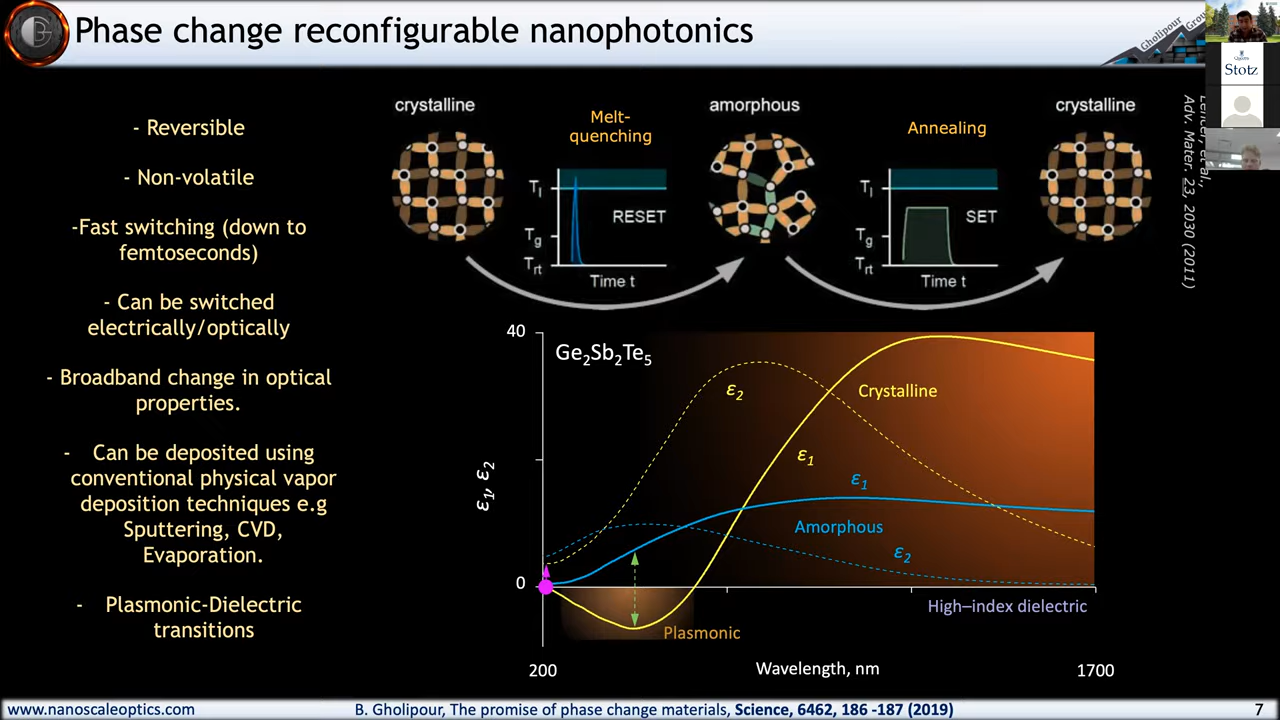 Phase change reconfigurable nanophotonics
Gholipour
Stotz
- Reversible
- Non-volatile
-Fast switching (down to
femtoseconds)
- Can be switched
electrically/optically
- Broadband change in optical
properties.
- Can be deposited using
conventional physical vapor
deposition techniques e.g
Sputtering, CVD,
Evaporation.
- Plasmonic-Dielectric
transitions
crystalline
Melt-
quenching
amorphous
Annealing
crystalline
Tl
RESET
Tg
Trt
Time t
Tl
SET
Tg
Trt
Time t
Adv. Mater. 23, 2030 (2011)
40
Ge2Sb2Te5
ε2
Crystalline
ε1
ε1
Amorphous
ε2
ε1, ε2
0
High–index dielectric
Plasmonic
200
Wavelength, nm
1700
www.nanoscaleoptics.com
B. Gholipour, The promise of phase change materials, Science, 6462, 186 -187 (2019)
7